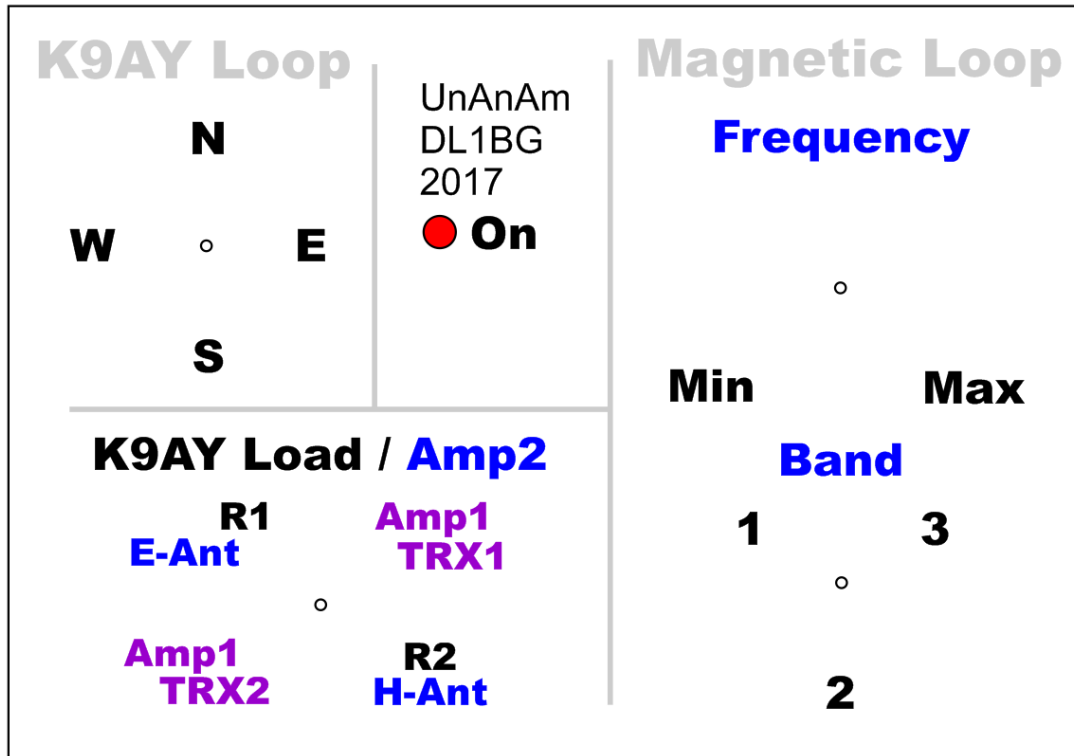 K9AY Loop
N
W E
S
UnAnAm
DL1BG
2017
On
Magnetic Loop
Frequency
Min Max
Band
1 3
2
K9AY Load / Amp2
R1 Amp1
E-Ant TRX1
Amp1 R2
TRX2 H-Ant